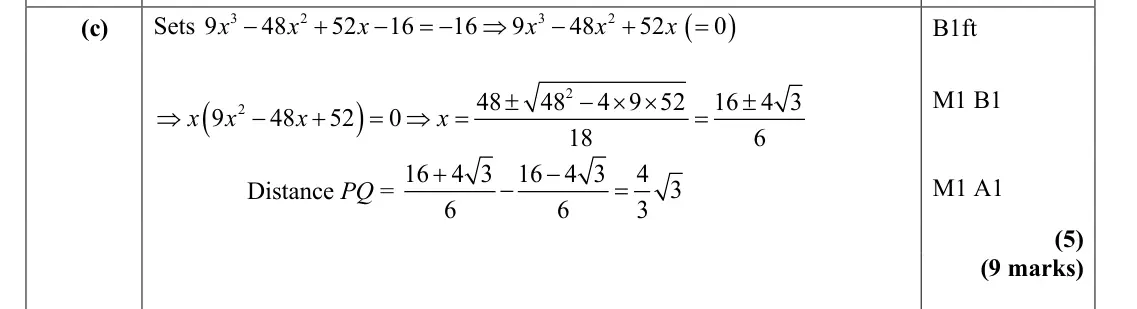 (c) Sets 9x³ − 48x² + 52x − 16 = −16 ⇒ 9x³ − 48x² + 52x (= 0) B1ft
⇒ x(9x² − 48x + 52) = 0 ⇒ x = (48 ± √(48² − 4×9×52))/18 = (16 ± 4√3)/6 M1 B1
Distance PQ = (16 + 4√3)/6 − (16 − 4√3)/6 = 4/3 √3 M1 A1
(5)
(9 marks)